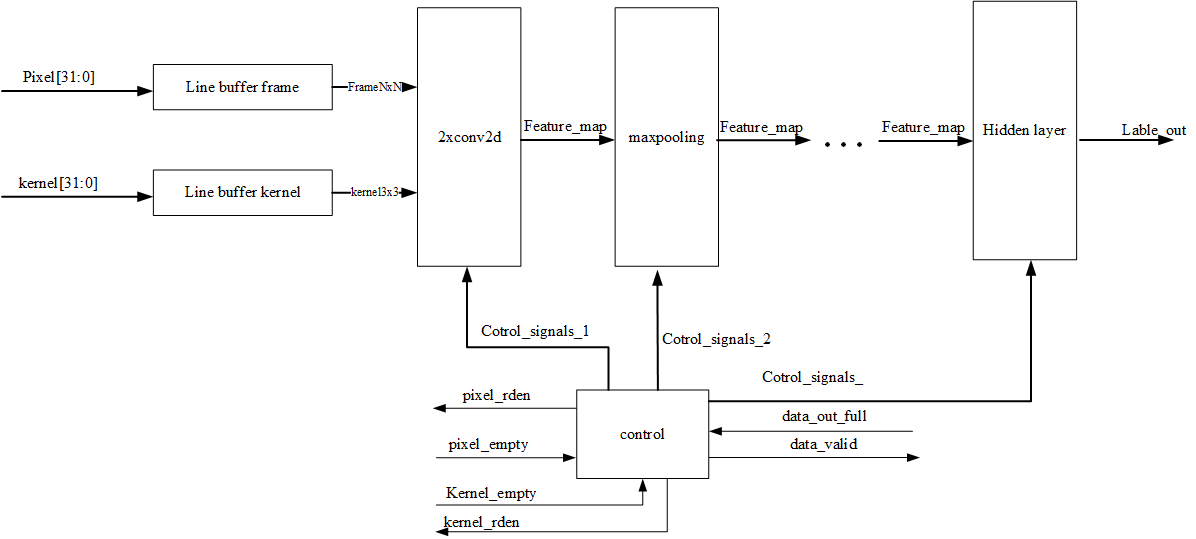 Pixel[31:0]
Line buffer frame
FrameNxN
kernel[31:0]
Line buffer kernel
kernel3x3
2xconv2d
Feature_map
maxpooling
Feature_map
. . .
Feature_map
Hidden layer
Lable_out
Cotrol_signals_1
Cotrol_signals_2
Cotrol_signals_
pixel_rden
pixel_empty
Kernel_empty
kernel_rden
control
data_out_full
data_valid